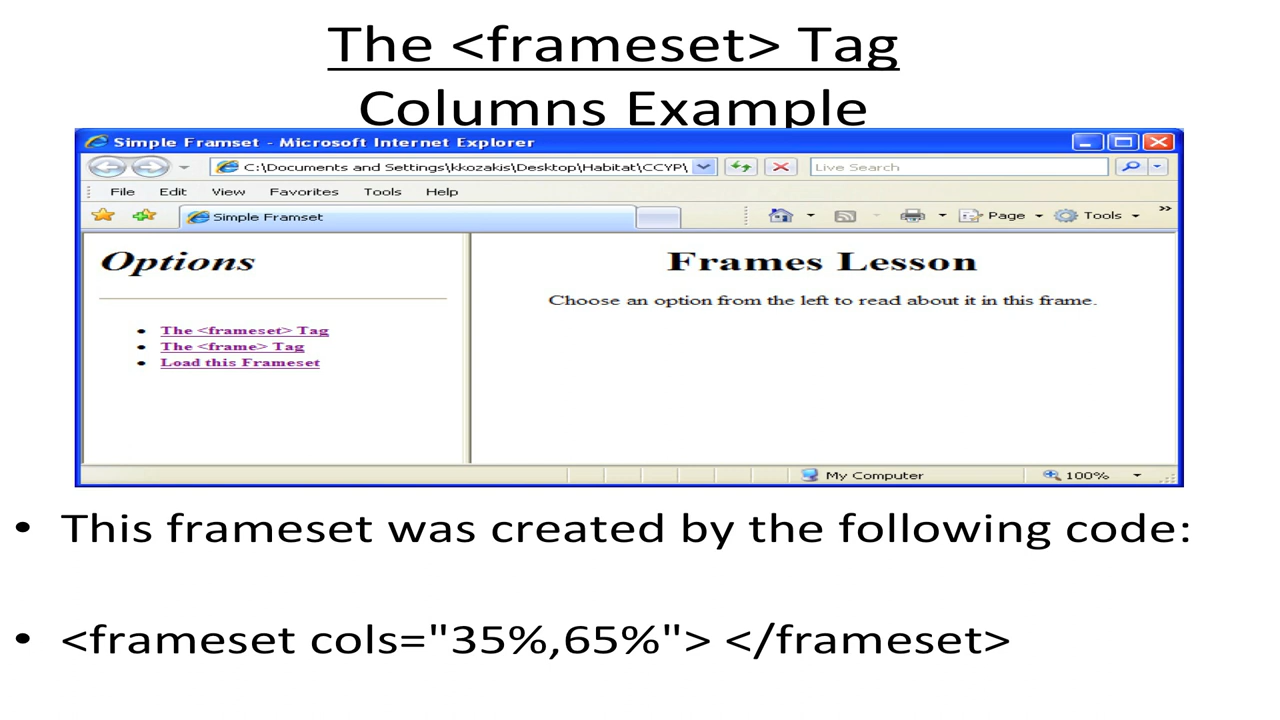 The <frameset> Tag
Columns Example
Simple Framset - Microsoft Internet Explorer
C:\Documents and Settings\kkozakis\Desktop\Habitat\CCYP\
Live Search
File Edit View Favorites Tools Help
Simple Framset
Page Tools »
Options
Frames Lesson
Choose an option from the left to read about it in this frame.
• The <frameset> Tag
• The <frame> Tag
• Load this Frameset
My Computer
100%
• This frameset was created by the following code:
• <frameset cols="35%,65%"> </frameset>